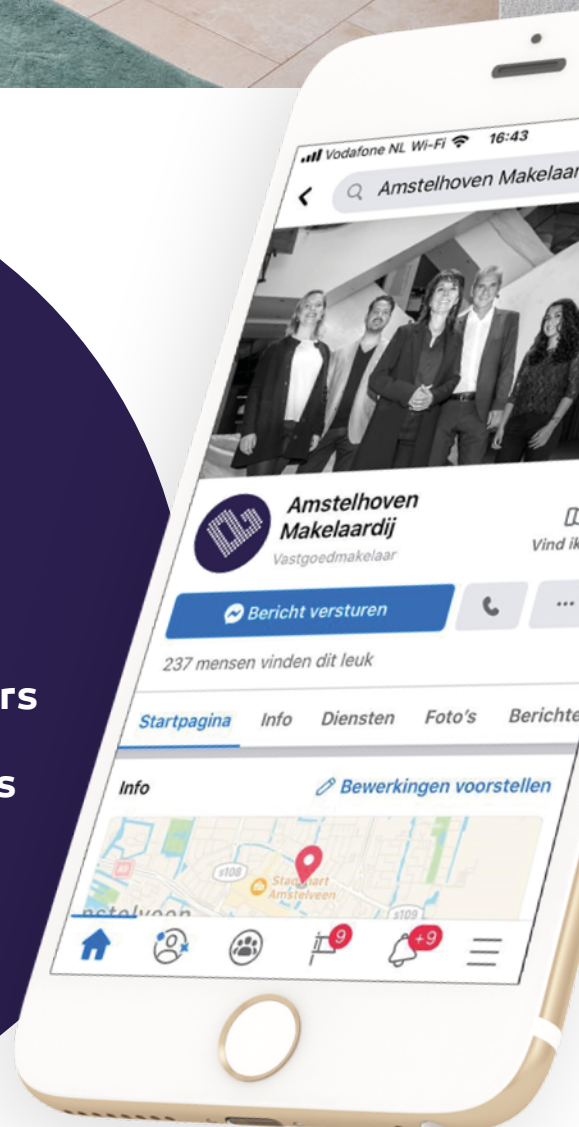 Vodafone NL Wi-Fi 16:43
Amstelhoven Makelaar
Amstelhoven
Makelaardij
Vastgoedmakelaar
Vind ik
Bericht versturen
237 mensen vinden dit leuk
rs
s
Startpagina Info Diensten Foto's Berichte
Info
Bewerkingen voorstellen
s108
Stadshart
Amstelveen
s109
9
+9